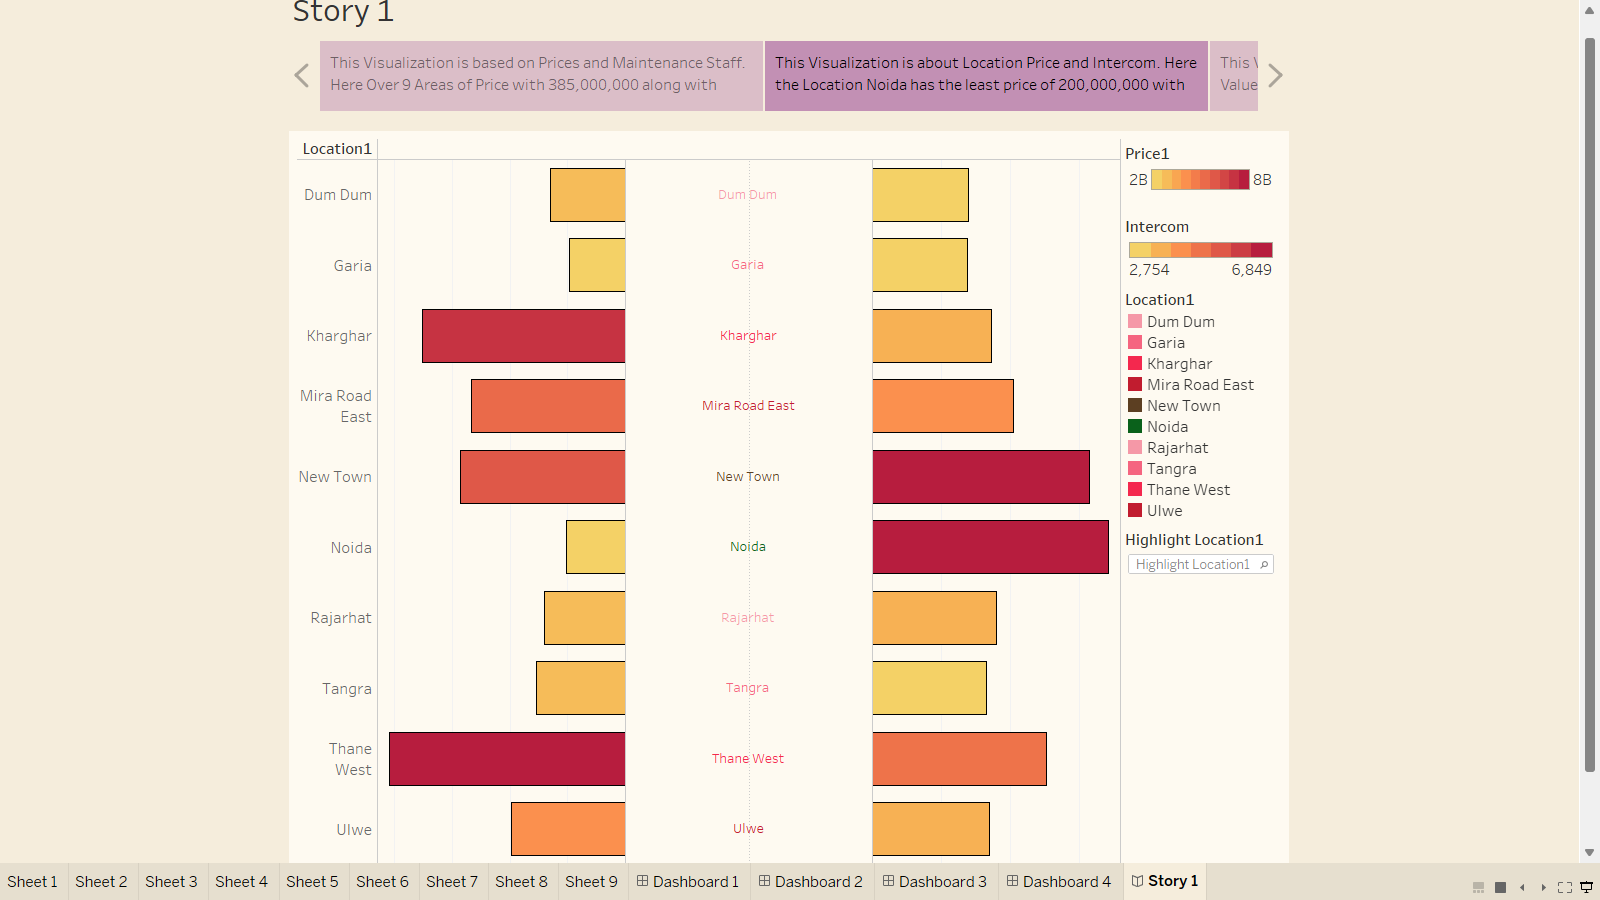 Story 1
This Visualization is based on Prices and Maintenance Staff.
Here Over 9 Areas of Price with 385,000,000 along with
This Visualization is about Location Price and Intercom. Here
the Location Noida has the least price of 200,000,000 with
This
Value
Location1
Dum Dum
Garia
Kharghar
Mira Road
East
New Town
Noida
Rajarhat
Tangra
Thane
West
Ulwe
Dum Dum
Garia
Kharghar
Mira Road East
New Town
Noida
Rajarhat
Tangra
Thane West
Ulwe
Price1
2B 8B
Intercom
2,754 6,849
Location1
Dum Dum
Garia
Kharghar
Mira Road East
New Town
Noida
Rajarhat
Tangra
Thane West
Ulwe
Highlight Location1
Highlight Location1
Sheet 1 Sheet 2 Sheet 3 Sheet 4 Sheet 5 Sheet 6 Sheet 7 Sheet 8 Sheet 9 Dashboard 1 Dashboard 2 Dashboard 3 Dashboard 4 Story 1